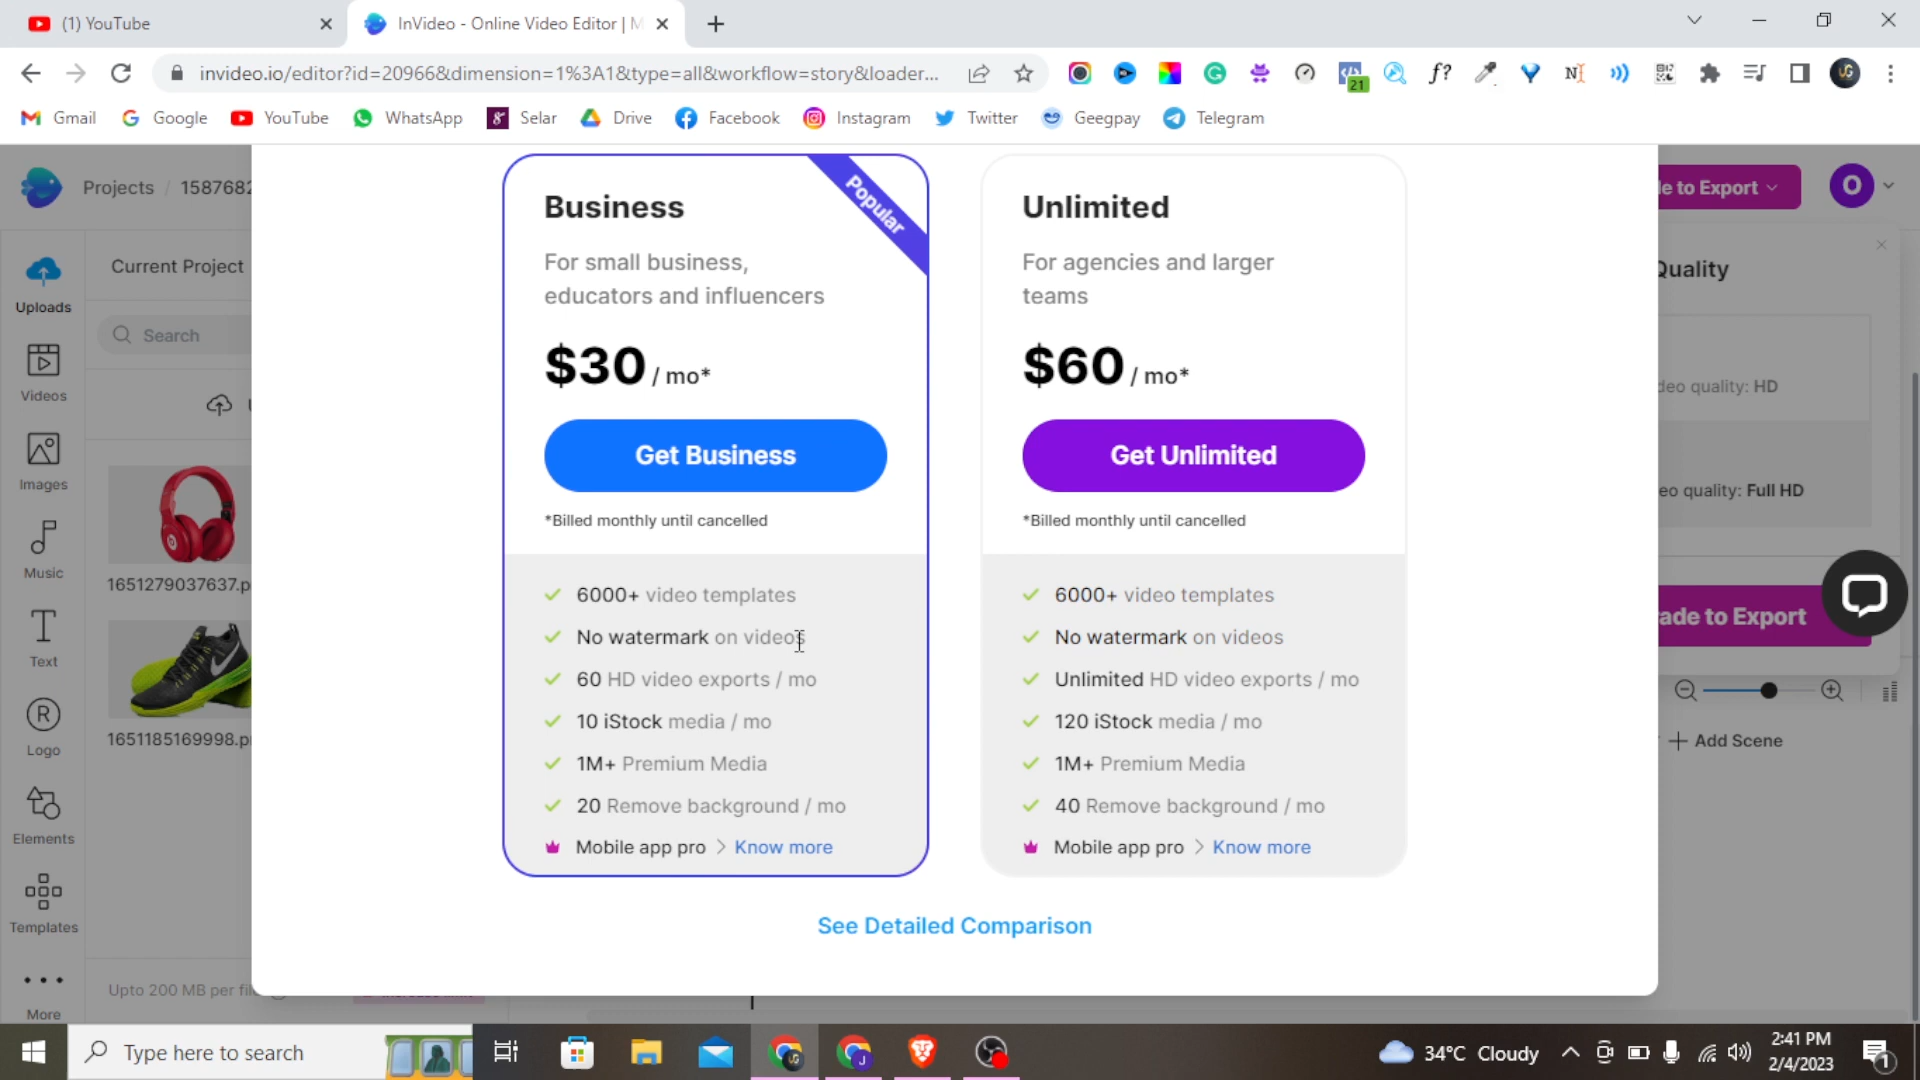 (1) YouTube
InVideo - Online Video Editor | M
invideo.io/editor?id=20966&dimension=1%3A1&type=all&workflow=story&loader...
21
Gmail
Google
YouTube
WhatsApp
Selar
Drive
Facebook
Instagram
Twitter
Geegpay
Telegram
Projects / 1587682
de to Export
O
Uploads
Videos
Images
Music
Text
Logo
Elements
Templates
More
Current Project
Search
1651279037637.p
1651185169998.p
Upto 200 MB per fil
Popular
Business
For small business,
educators and influencers
$30 / mo*
Get Business
*Billed monthly until cancelled
6000+ video templates
No watermark on videos
60 HD video exports / mo
10 iStock media / mo
1M+ Premium Media
20 Remove background / mo
Mobile app pro > Know more
Unlimited
For agencies and larger
teams
$60 / mo*
Get Unlimited
*Billed monthly until cancelled
6000+ video templates
No watermark on videos
Unlimited HD video exports / mo
120 iStock media / mo
1M+ Premium Media
40 Remove background / mo
Mobile app pro > Know more
See Detailed Comparison
Quality
deo quality: HD
eo quality: Full HD
ade to Export
+ Add Scene
Type here to search
34°C Cloudy
2:41 PM
2/4/2023
1